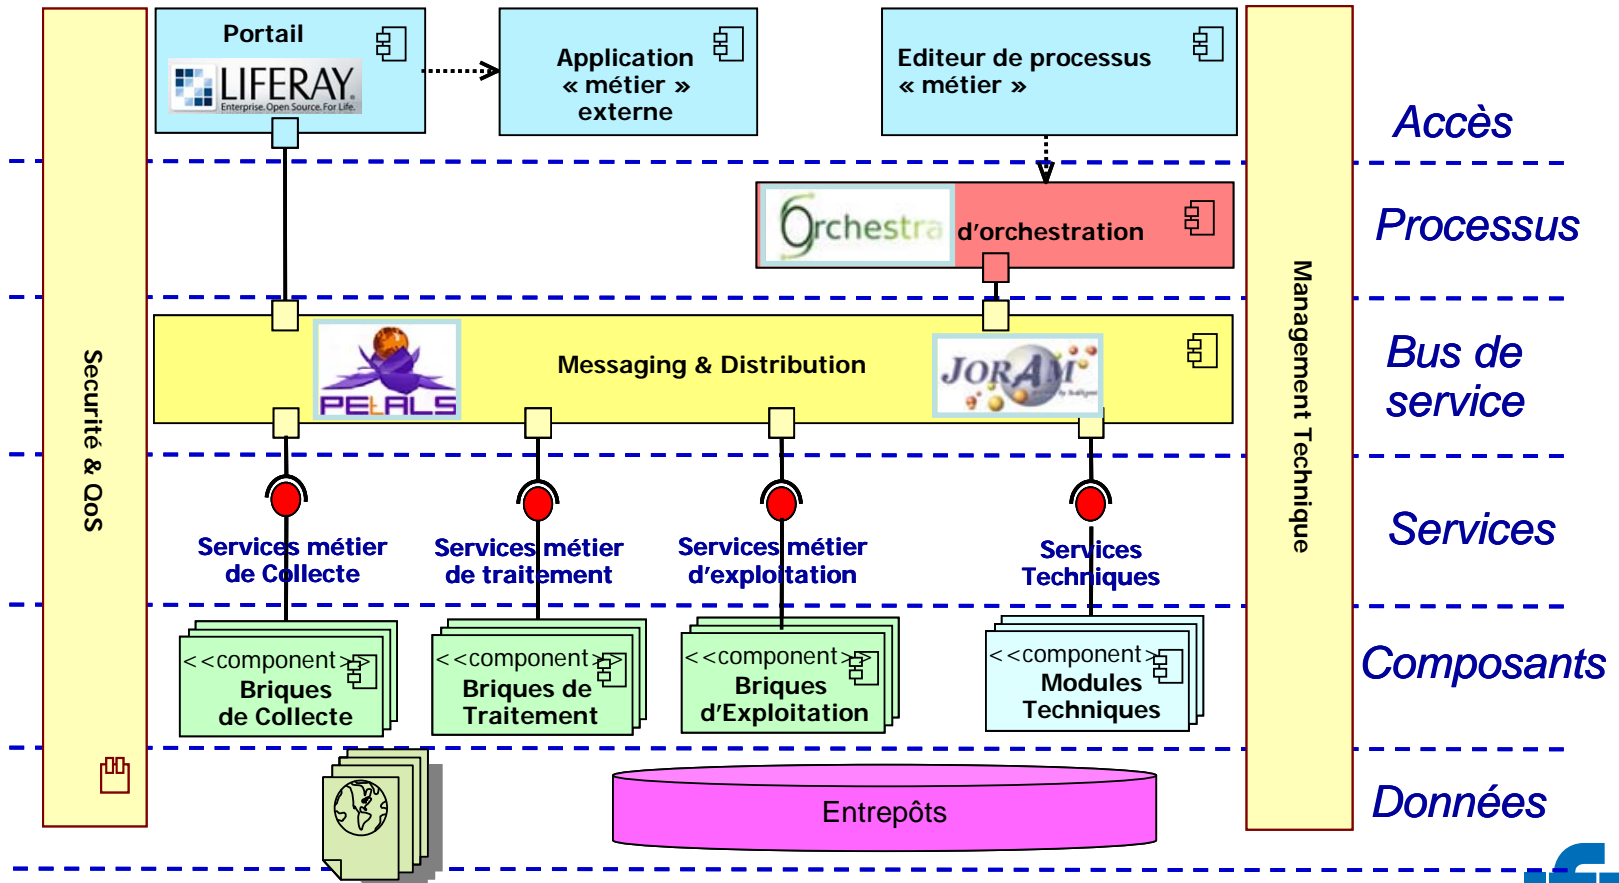 Portail
LIFERAY.
Enterprise. Open Source. For Life.
Application
« métier »
externe
Editeur de processus
« métier »
Accès
Orchestra
d'orchestration
Processus
PEtALS
Messaging & Distribution
JORAM
Bus de
service
Securité & QoS
Management Technique
Services métier
de Collecte
Services métier
de traitement
Services métier
d'exploitation
Services
Techniques
Services
<<component>>
Briques
de Collecte
<<component>>
Briques de
Traitement
<<component>>
Briques
d'Exploitation
<<component>>
Modules
Techniques
Composants
Entrepôts
Données